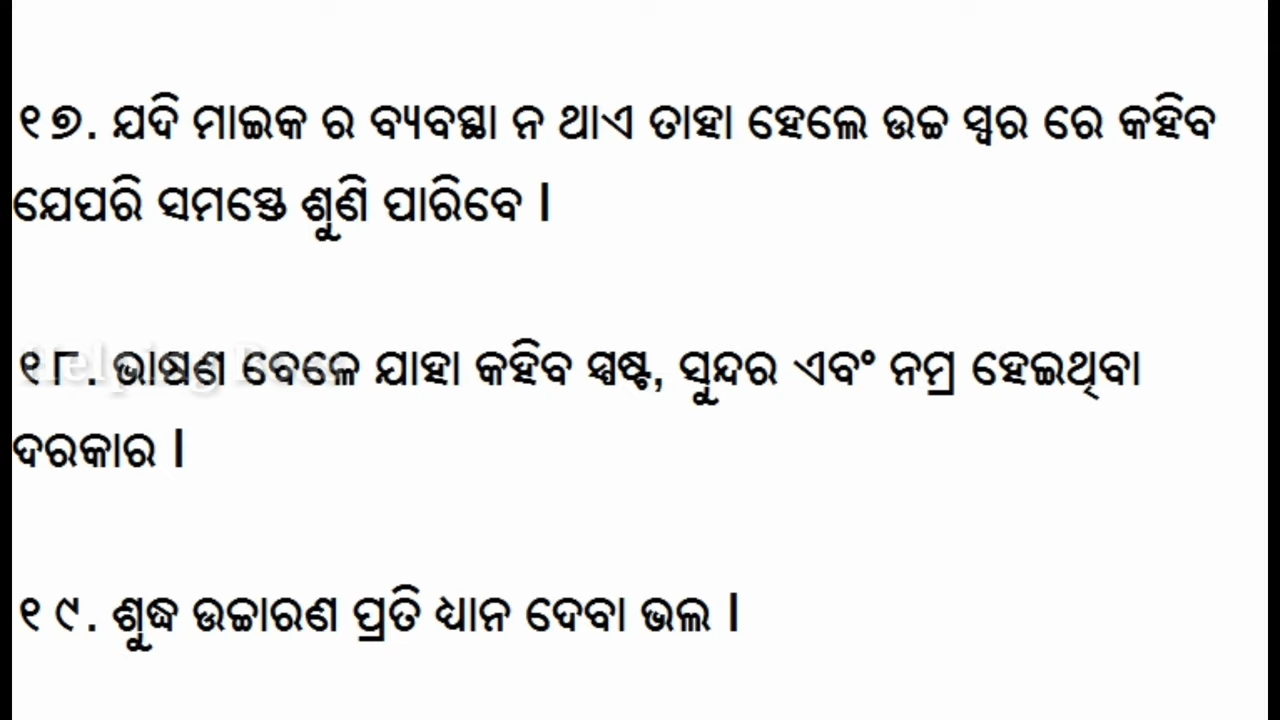 ୧୭. ଯଦି ମାଇକ ର ବ୍ୟବସ୍ଥା ନ ଥାଏ ତାହା ହେଲେ ଉଚ୍ଚ ସ୍ୱର ରେ କହିବ
ଯେପରି ସମସ୍ତେ ଶୁଣି ପାରିବେ |
୧୮. ଭାଷଣ ବେଳେ ଯାହା କହିବ ସ୍ପଷ୍ଟ, ସୁନ୍ଦର ଏବଂ ନମ୍ର ହେଇଥିବା
ଦରକାର |
୧୯. ଶୁଦ୍ଧ ଉଚ୍ଚାରଣ ପ୍ରତି ଧ୍ୟାନ ଦେବା ଭଲ |